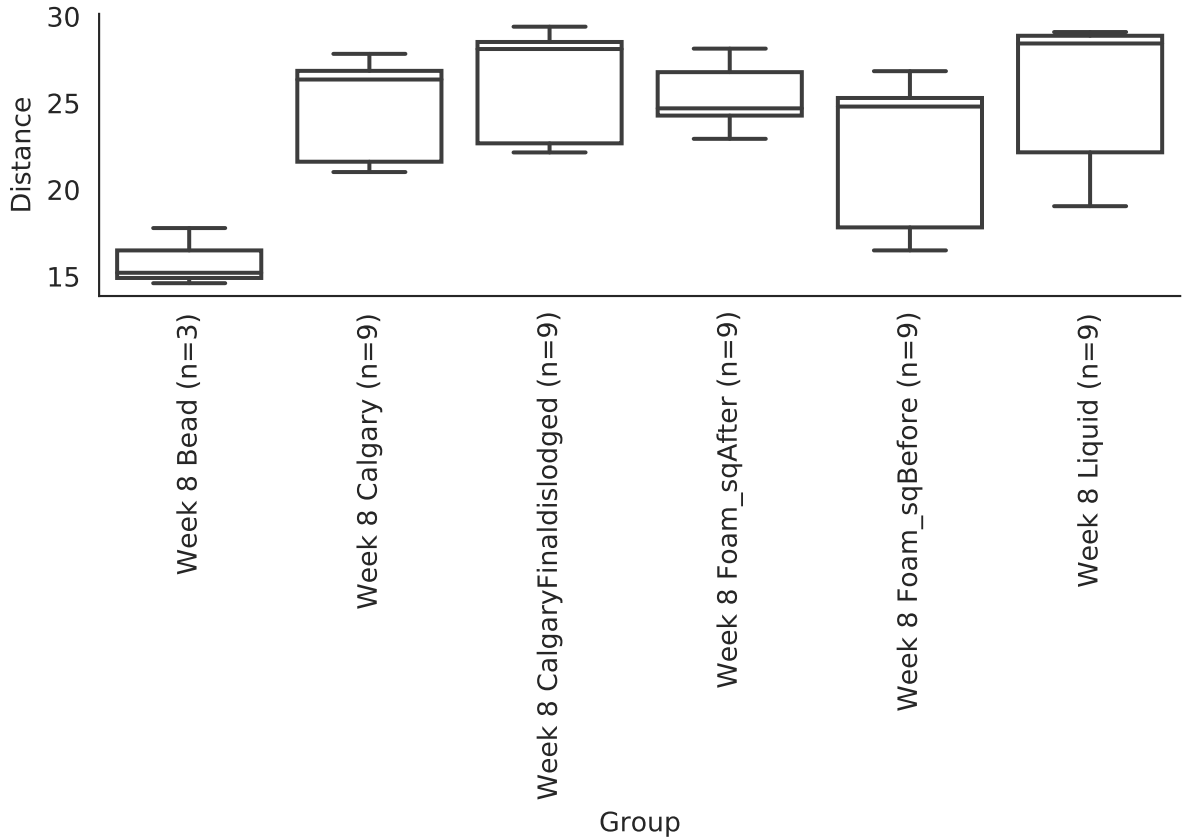 30
25
20
15
Distance
Week 8 Bead (n=3)
Week 8 Calgary (n=9)
Week 8 CalgaryFinaldislodged (n=9)
Week 8 Foam_sqAfter (n=9)
Week 8 Foam_sqBefore (n=9)
Week 8 Liquid (n=9)
Group